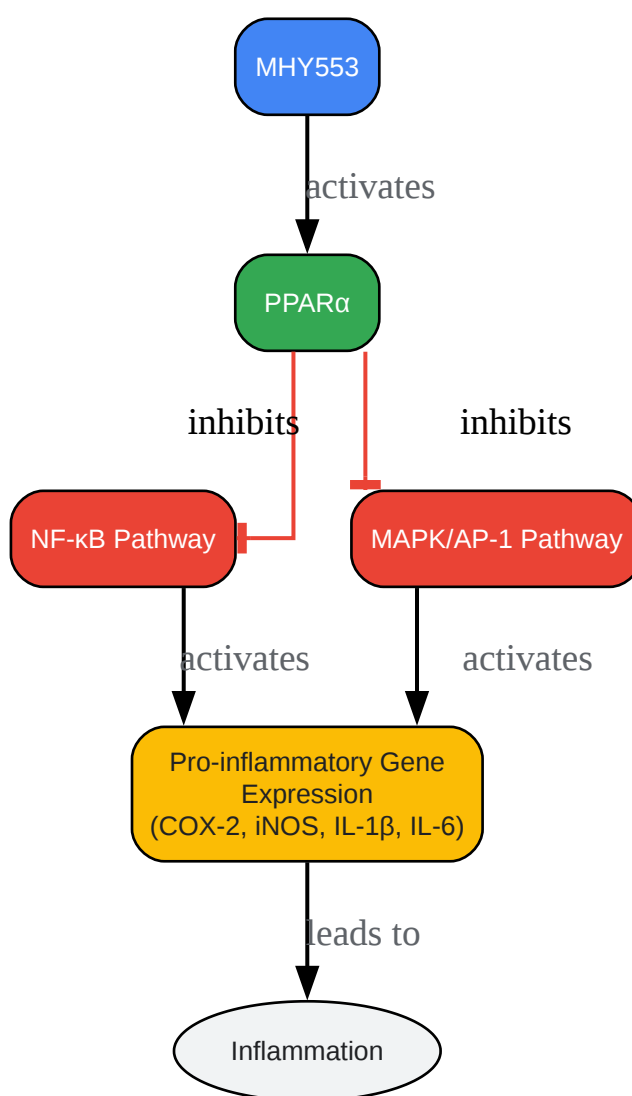 MHY553
activates
PPARα
inhibits
inhibits
NF-κB Pathway
MAPK/AP-1 Pathway
activates
activates
Pro-inflammatory Gene
Expression
(COX-2, iNOS, IL-1β, IL-6)
leads to
Inflammation